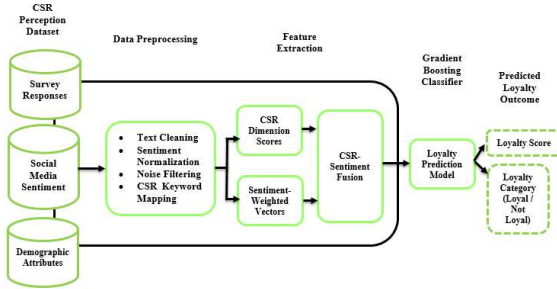 CSR
Perception
Dataset
Data Preprocessing
Feature
Extraction
Gradient
Boosting
Classifier
Predicted
Loyalty
Outcome
Survey
Responses
Social
Media
Sentiment
Demographic
Attributes
• Text Cleaning
• Sentiment
Normalization
• Noise Filtering
• CSR Keyword
Mapping
CSR
Dimension
Scores
Sentiment-
Weighted
Vectors
CSR-
Sentiment
Fusion
Loyalty
Prediction
Model
Loyalty Score
Loyalty
Category
(Loyal /
Not
Loyal)